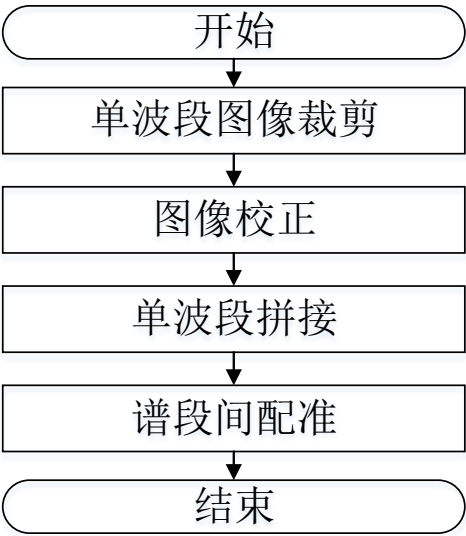 开始
单波段图像裁剪
图像校正
单波段拼接
谱段间配准
结束